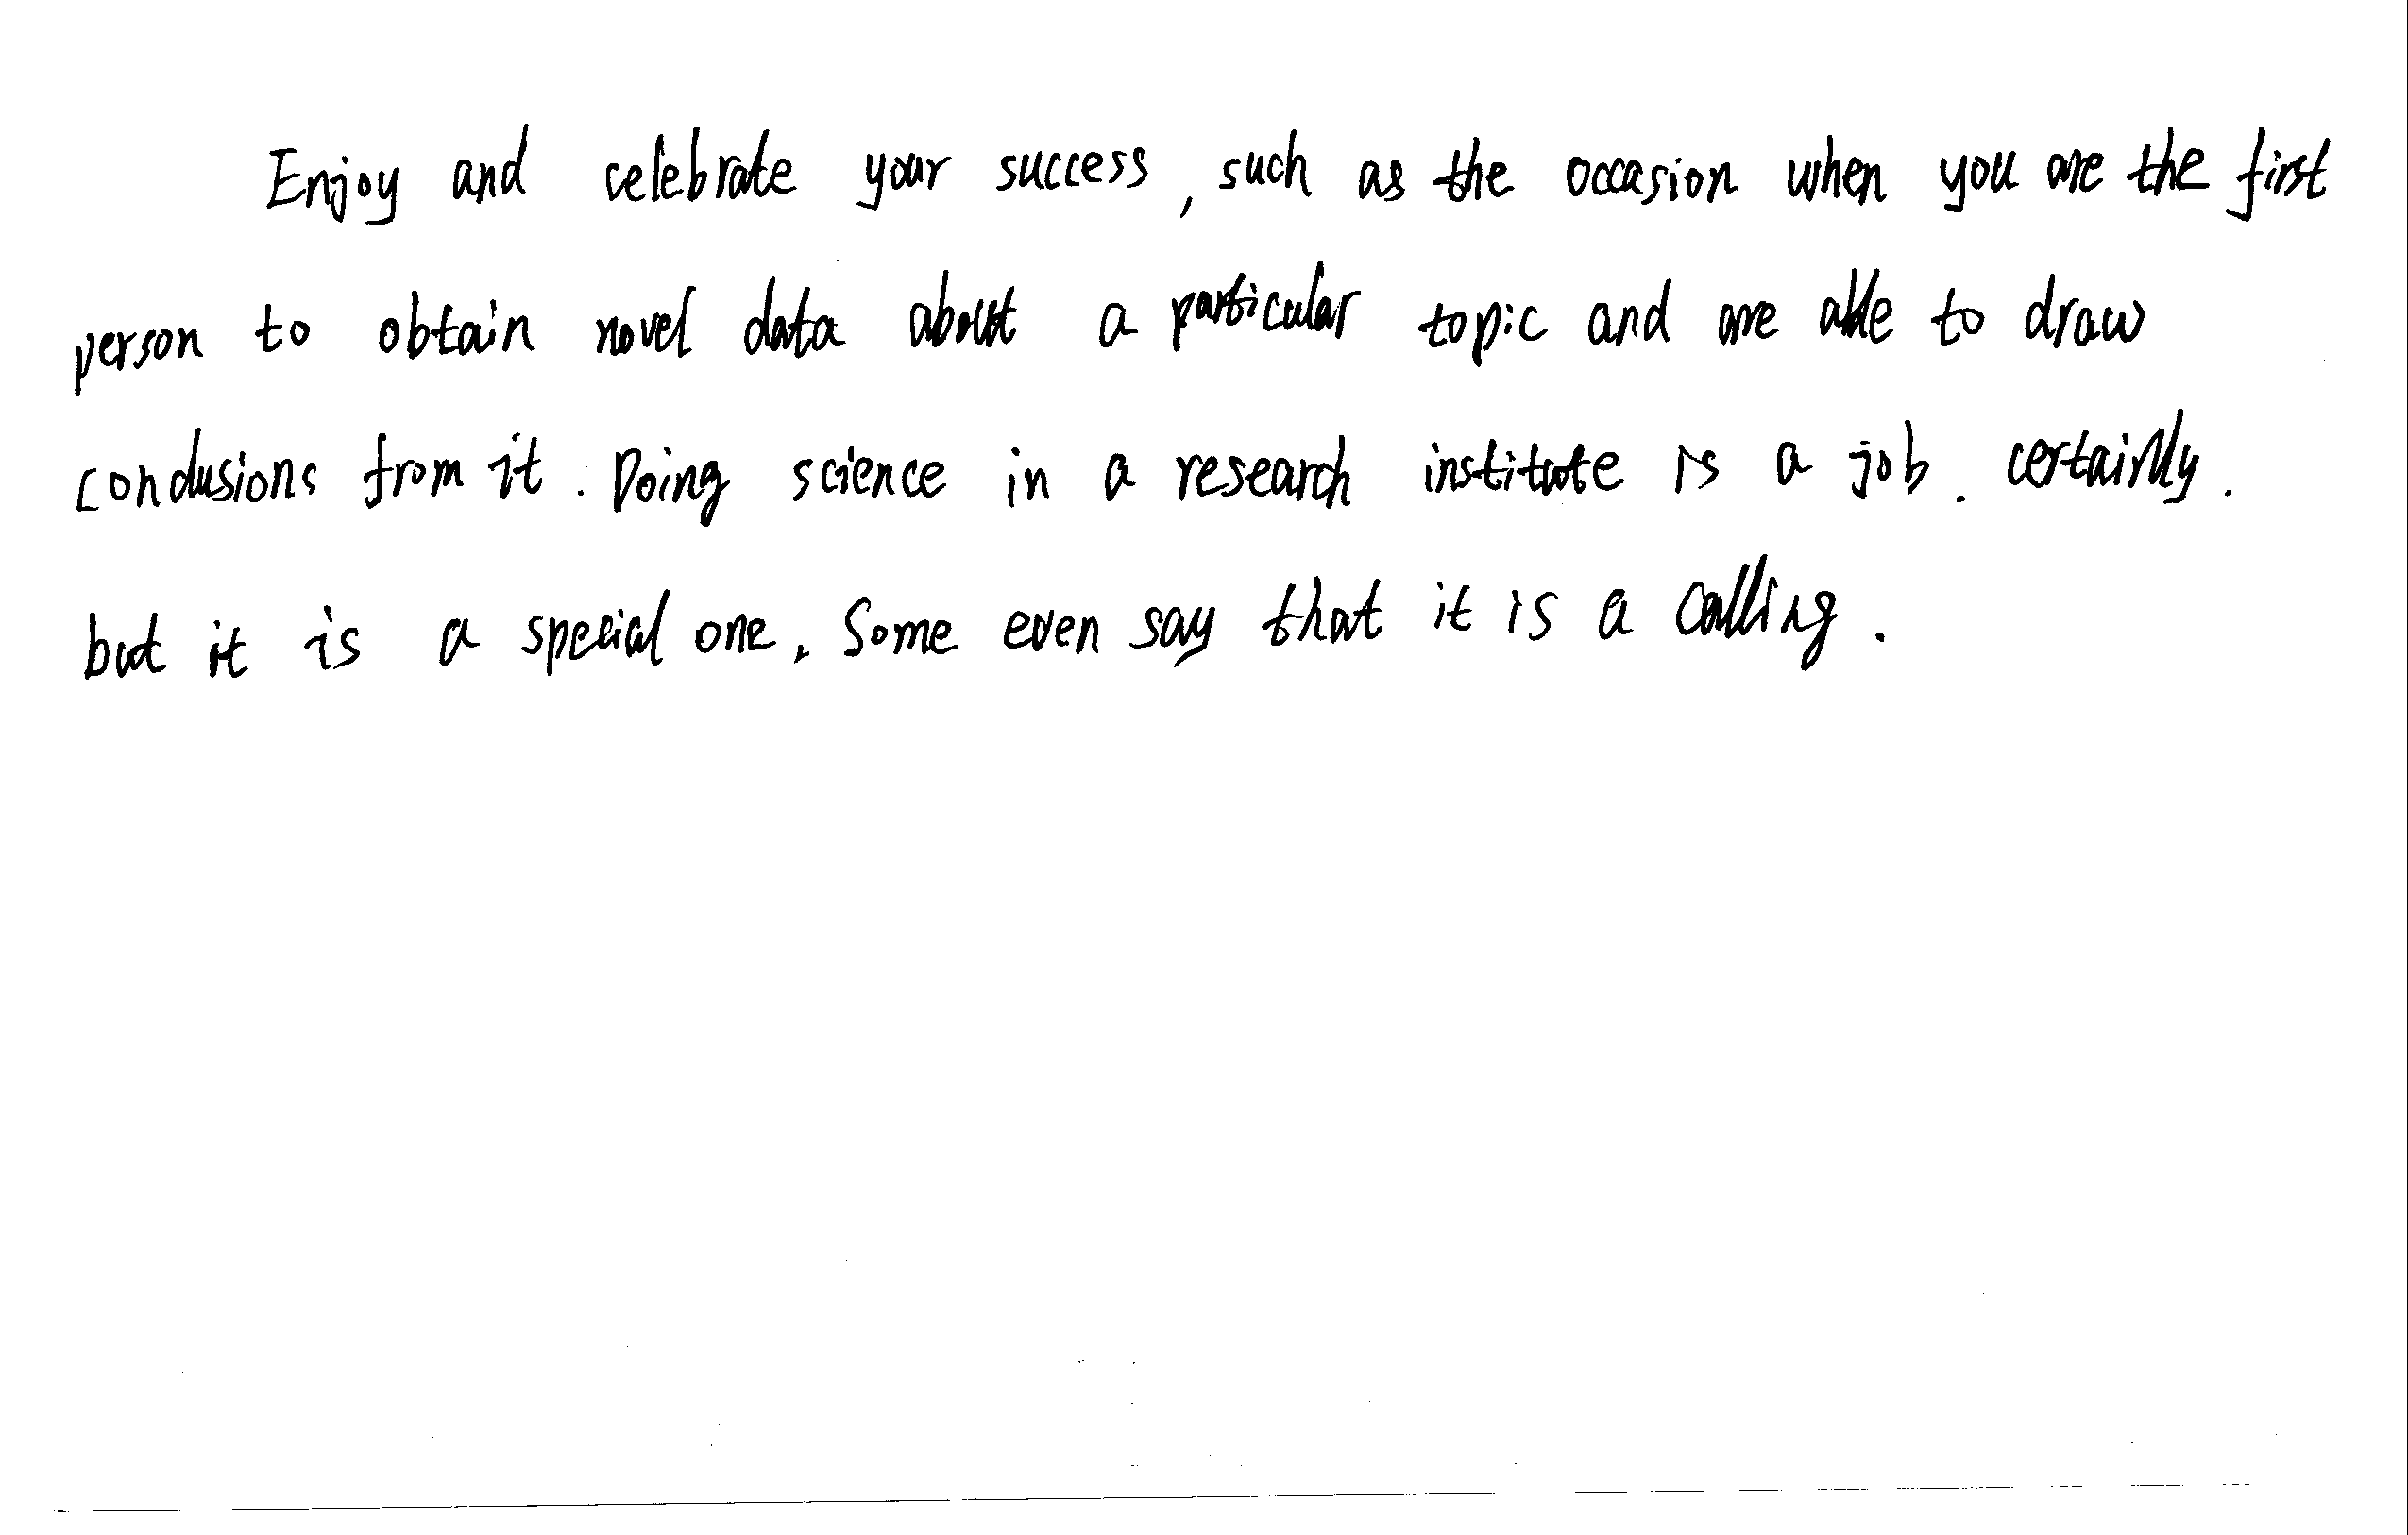 Enjoy and celebrate your success, such as the occasion when you are the first
person to obtain novel data about a particular topic and are able to draw
conclusions from it. Doing science in a research institute is a job. certainly.
but it is a special one. Some even say that it is a calling.